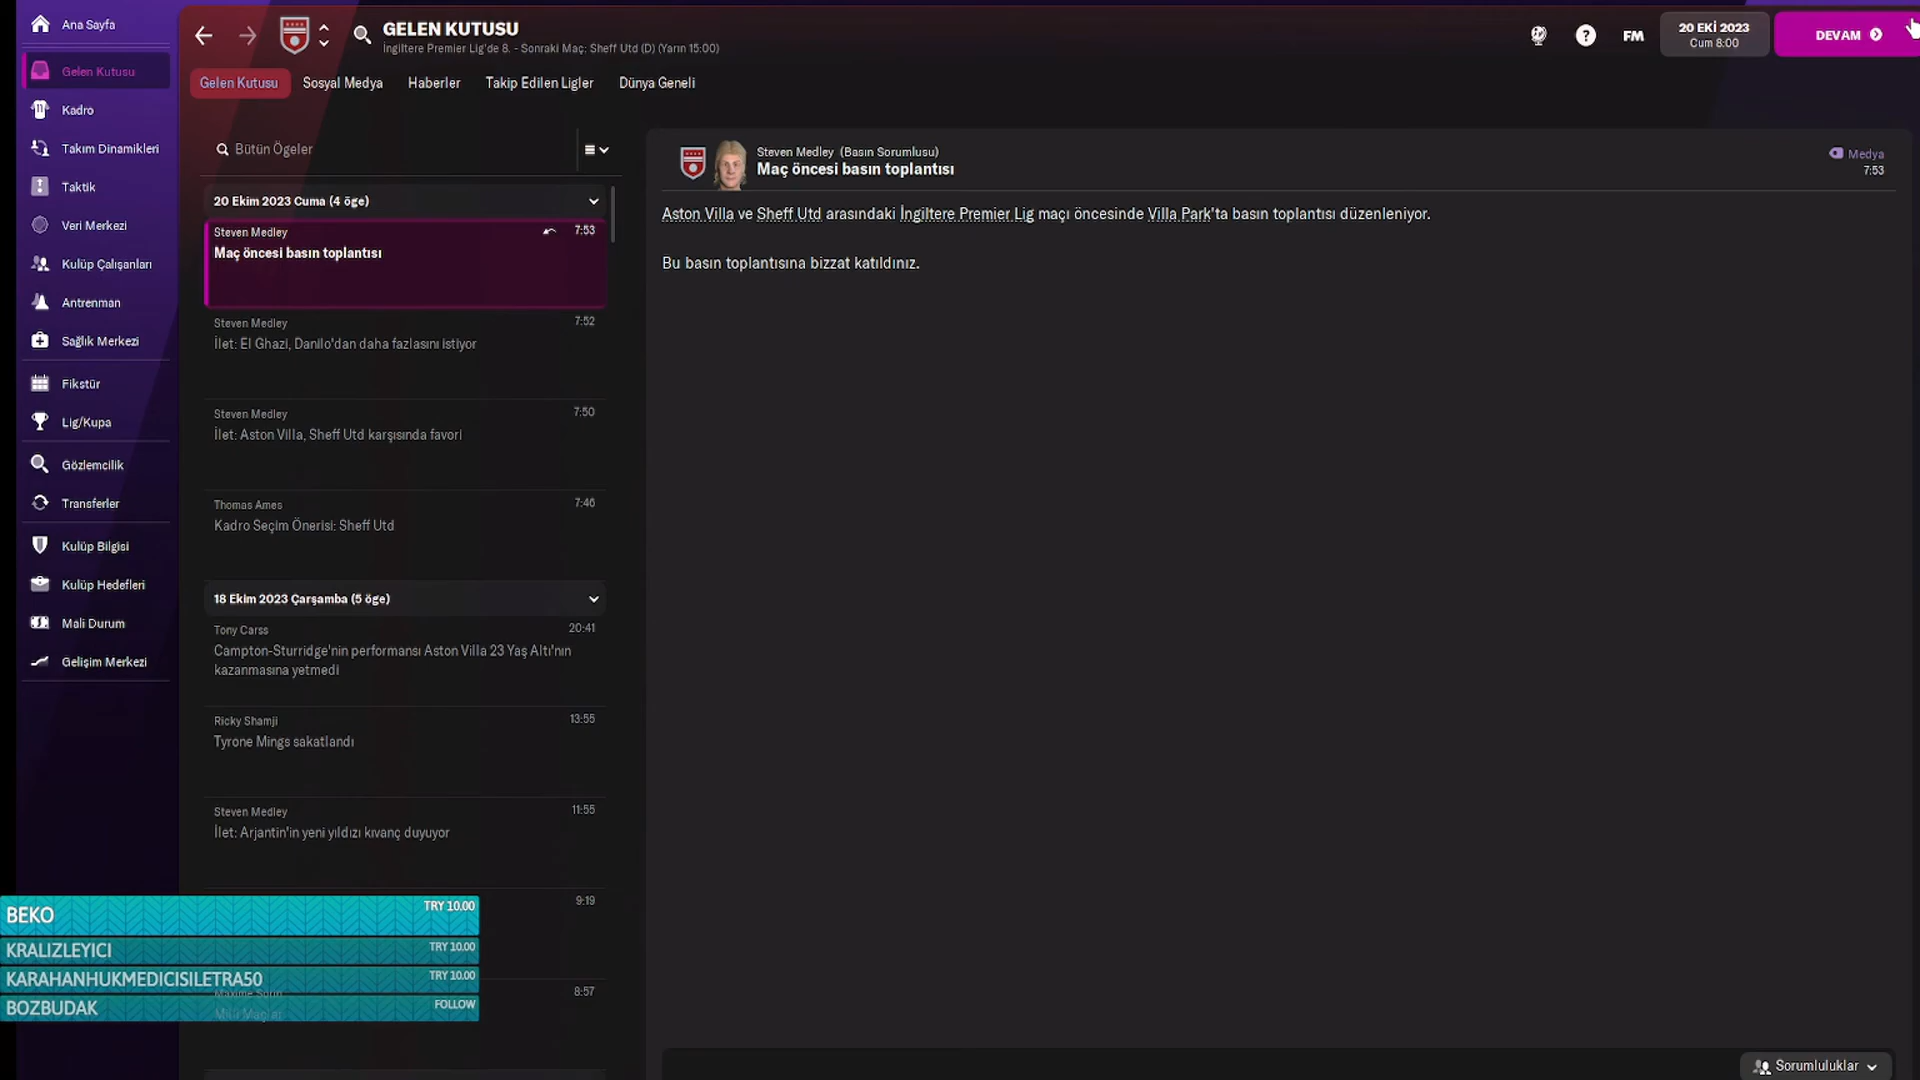 Ana Sayfa
Gelen Kutusu
Kadro
Takım Dinamikleri
Taktik
Veri Merkezi
Kulüp Çalışanları
Antrenman
Sağlık Merkezi
Fikstür
Lig/Kupa
Gözlemcilik
Transferler
Kulüp Bilgisi
Kulüp Hedefleri
Mali Durum
Gelişim Merkezi
GELEN KUTUSU
İngiltere Premier Lig'de 8. - Sonraki Maç: Sheff Utd (D) (Yarın 15:00)
FM
20 EKİ 2023
Cum 8:00
DEVAM
Gelen Kutusu
Sosyal Medya
Haberler
Takip Edilen Ligler
Dünya Geneli
Bütün Ögeler
20 Ekim 2023 Cuma (4 öge)
Steven Medley 7:53
Maç öncesi basın toplantısı
Steven Medley 7:52
İlet: El Ghazi, Danilo'dan daha fazlasını istiyor
Steven Medley 7:50
İlet: Aston Villa, Sheff Utd karşısında favori
Thomas Ames 7:46
Kadro Seçim Önerisi: Sheff Utd
18 Ekim 2023 Çarşamba (5 öge)
Tony Carss 20:41
Campton-Sturridge'nin performansı Aston Villa 23 Yaş Altı'nın
kazanmasına yetmedi
Ricky Shamji 13:55
Tyrone Mings sakatlandı
Steven Medley 11:55
İlet: Arjantin'in yeni yıldızı kıvanç duyuyor
9:19
8:57
Milli Maçlar
BEKO TRY 10.00
KRALIZLEYICI TRY 10.00
KARAHANHUKMEDICISILETRA50 TRY 10.00
BOZBUDAK FOLLOW
Steven Medley (Basın Sorumlusu)
Maç öncesi basın toplantısı
Medya
7:53
Aston Villa ve Sheff Utd arasındaki İngiltere Premier Lig maçı öncesinde Villa Park'ta basın toplantısı düzenleniyor.
Bu basın toplantısına bizzat katıldınız.
Sorumluluklar